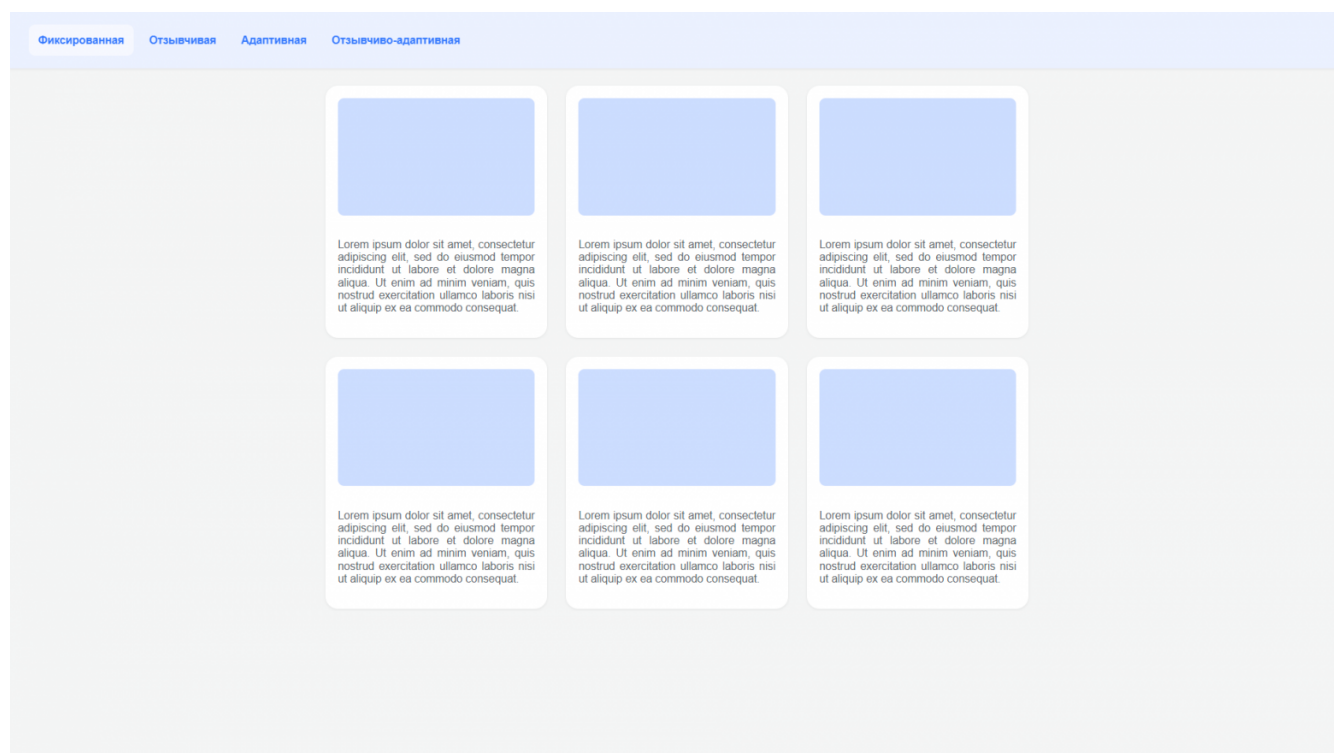 Фиксированная Отзывчивая Адаптивная Отзывчиво-адаптивная
Lorem ipsum dolor sit amet, consectetur
adipiscing elit, sed do eiusmod tempor
incididunt ut labore et dolore magna
aliqua. Ut enim ad minim veniam, quis
nostrud exercitation ullamco laboris nisi
ut aliquip ex ea commodo consequat.
Lorem ipsum dolor sit amet, consectetur
adipiscing elit, sed do eiusmod tempor
incididunt ut labore et dolore magna
aliqua. Ut enim ad minim veniam, quis
nostrud exercitation ullamco laboris nisi
ut aliquip ex ea commodo consequat.
Lorem ipsum dolor sit amet, consectetur
adipiscing elit, sed do eiusmod tempor
incididunt ut labore et dolore magna
aliqua. Ut enim ad minim veniam, quis
nostrud exercitation ullamco laboris nisi
ut aliquip ex ea commodo consequat.
Lorem ipsum dolor sit amet, consectetur
adipiscing elit, sed do eiusmod tempor
incididunt ut labore et dolore magna
aliqua. Ut enim ad minim veniam, quis
nostrud exercitation ullamco laboris nisi
ut aliquip ex ea commodo consequat.
Lorem ipsum dolor sit amet, consectetur
adipiscing elit, sed do eiusmod tempor
incididunt ut labore et dolore magna
aliqua. Ut enim ad minim veniam, quis
nostrud exercitation ullamco laboris nisi
ut aliquip ex ea commodo consequat.
Lorem ipsum dolor sit amet, consectetur
adipiscing elit, sed do eiusmod tempor
incididunt ut labore et dolore magna
aliqua. Ut enim ad minim veniam, quis
nostrud exercitation ullamco laboris nisi
ut aliquip ex ea commodo consequat.